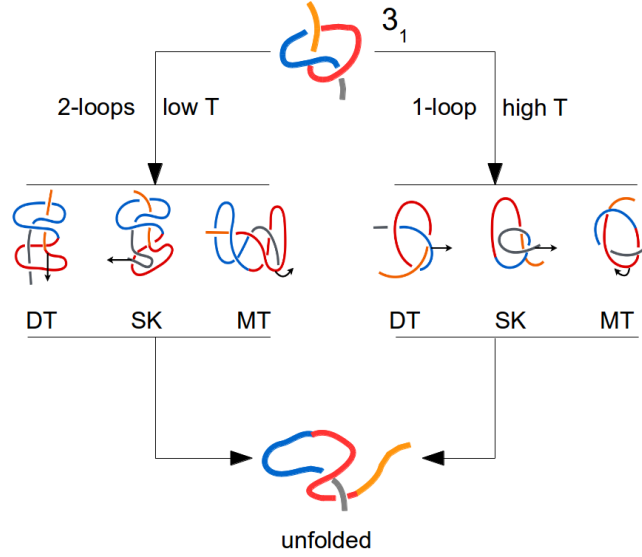 3₁
2-loops low T
1-loop high T
DT SK MT
DT SK MT
unfolded